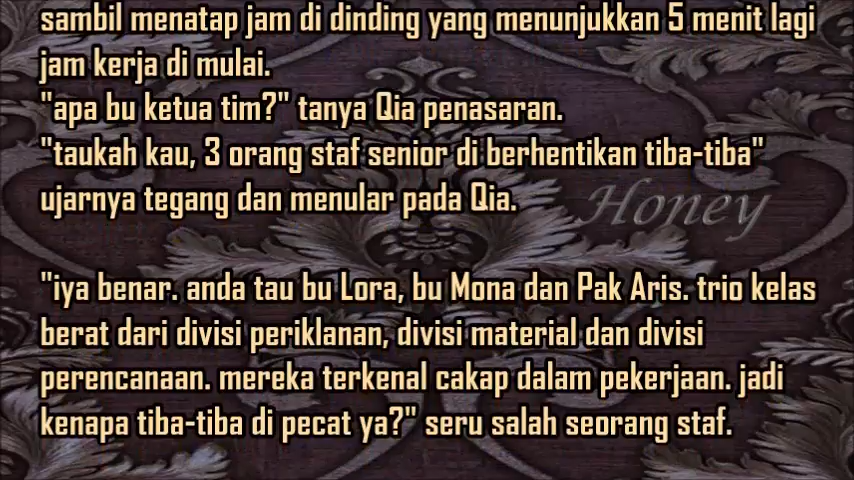 sambil menatap jam di dinding yang menunjukkan 5 menit lagi
jam kerja di mulai.
"apa bu ketua tim?" tanya Qia penasaran.
"taukah kau, 3 orang staf senior di berhentikan tiba-tiba"
ujarnya tegang dan menular pada Qia.
Honey
"iya benar. anda tau bu Lora, bu Mona dan Pak Aris. trio kelas
berat dari divisi periklanan, divisi material dan divisi
perencanaan. mereka terkenal cakap dalam pekerjaan. jadi
kenapa tiba-tiba di pecat ya?" seru salah seorang staf.